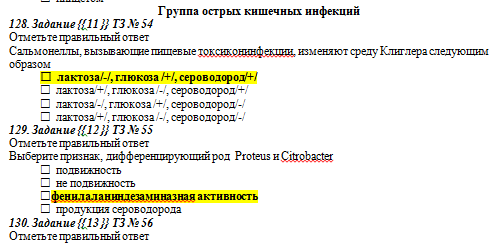 Группа острых кишечных инфекций
128. Задание {{11}} ТЗ № 54
Отметьте правильный ответ
Сальмонеллы, вызывающие пищевые токсиконинфекции, изменяют среду Клиглера следующим
образом
☐ лактоза/-/, глюкоза /+/, сероводород/+/
☐ лактоза/+/, глюкоза /-/, сероводород/+/
☐ лактоза/-/, глюкоза /+/, сероводород/-/
☐ лактоза/+/, глюкоза /-/, сероводород/-/
129. Задание {{12}} ТЗ № 55
Отметьте правильный ответ
Выберите признак, дифференцирующий род Proteus и Citrobacter
☐ подвижность
☐ не подвижность
☐фенилаланиндезаминазная активность
☐ продукция сероводорода
130. Задание {{13}} ТЗ № 56
Отметьте правильный ответ